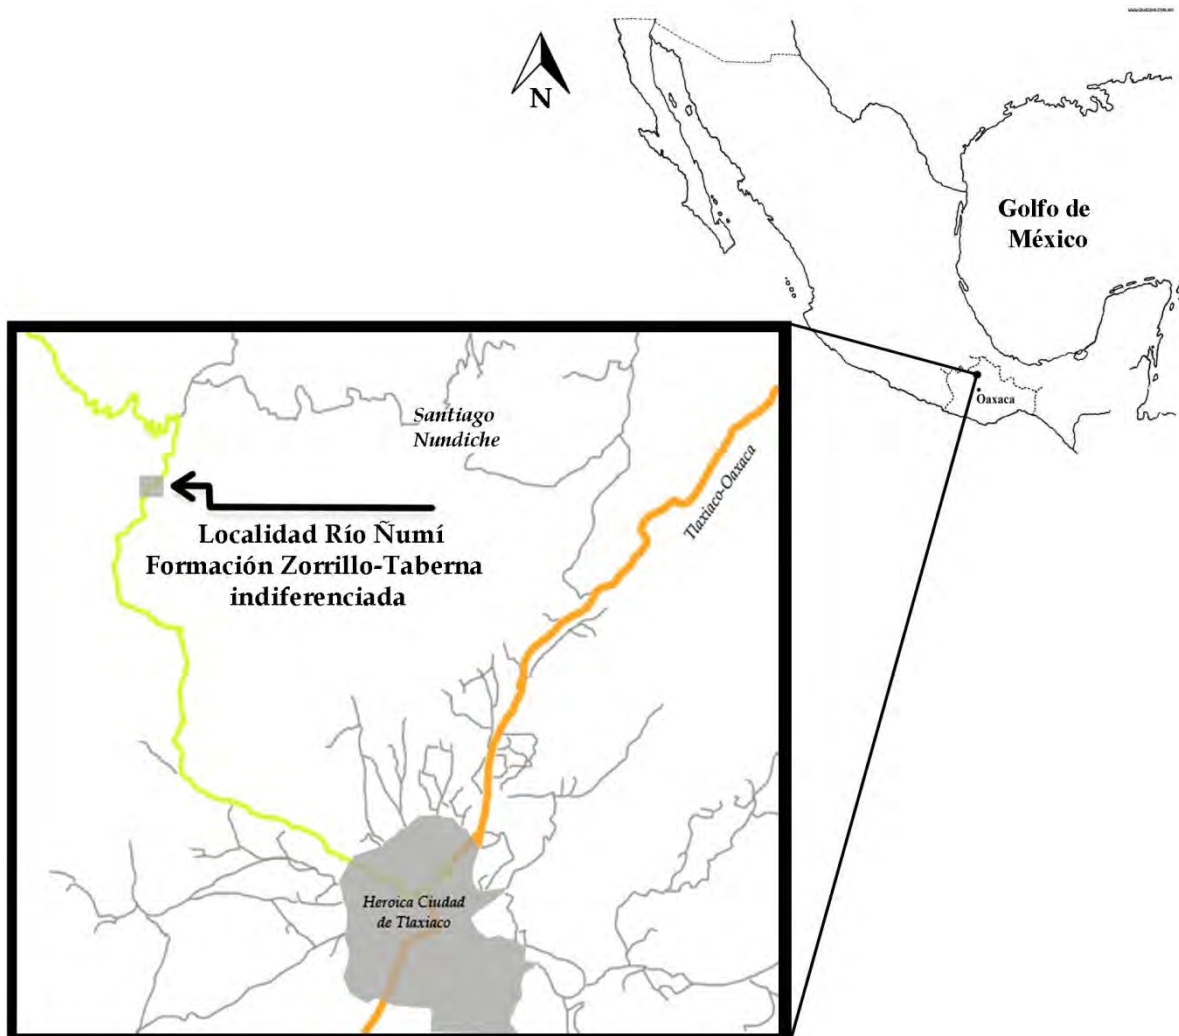 N
Golfo de
México
Oaxaca
Santiago
Nundiche
Tlaxiaco-Oaxaca
Localidad Río Ñumí
Formación Zorrillo-Taberna
indiferenciada
Heroica Ciudad
de Tlaxiaco